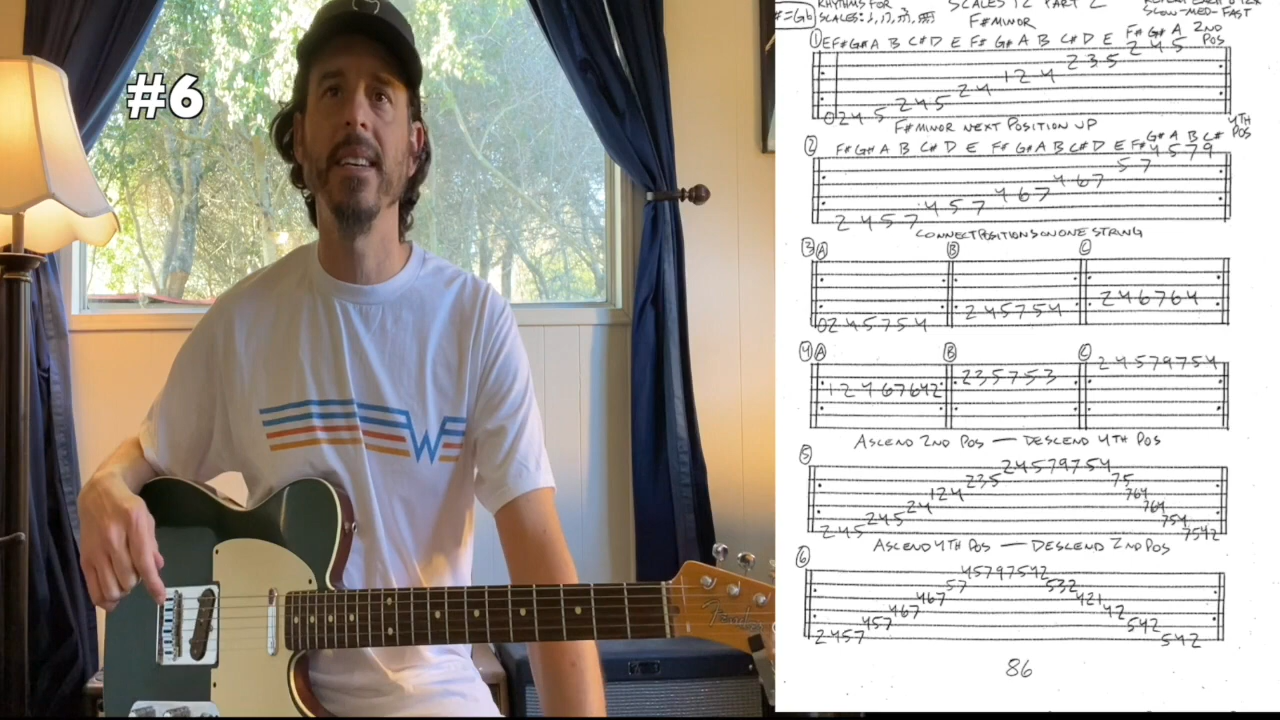 #6
W
Fender
RHYTHMS FOR
SCALES:
#=Gb
SCALES 12 PART 2
F#MINOR
SLOW-MED-FAST
① E F# G# A B C# D E F# G# A B C# D E F# G# A 2ND POS
0 2 4 5 2 4 5 2 4 1 2 4 2 3 5 2 4 5
F#MINOR NEXT POSITION UP
② F# G# A B C# D E F# G# A B C# D E F# G# A B C# 4TH POS
2 4 5 7 4 5 7 4 6 7 4 6 7 5 7 4 5 7 9
CONNECT POSITIONS ON ONE STRING
③ Ⓐ Ⓑ Ⓒ
0 2 4 5 7 5 4 2 4 5 7 5 4 2 4 6 7 6 4
④ Ⓐ Ⓑ Ⓒ
1 2 4 6 7 6 4 2 2 3 5 7 5 3 2 4 5 7 9 7 5 4
ASCEND 2ND POS — DESCEND 4TH POS
⑤
2 4 5 2 4 5 2 4 1 2 4 2 3 5 2 4 5 7 9 7 5 4 7 5 7 6 4 7 6 4 7 5 4 7 5 4 2
ASCEND 4TH POS — DESCEND 2ND POS
⑥
2 4 5 7 4 5 7 4 6 7 4 6 7 5 7 4 5 7 9 7 5 4 2 5 3 2 4 2 1 4 2 5 4 2 5 4 2
86